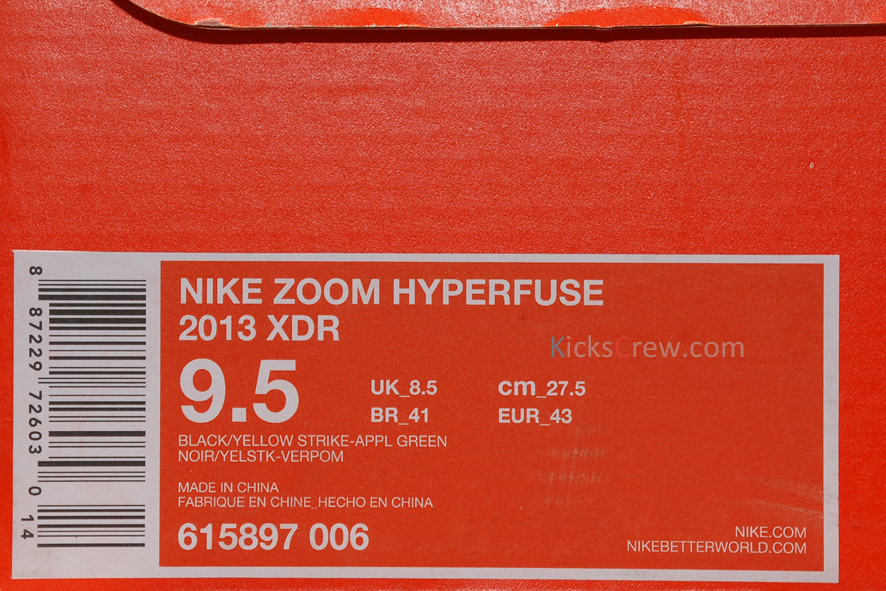 NIKE ZOOM HYPERFUSE
2013 XDR
9.5
UK_8.5 cm_27.5
BR_41 EUR_43
BLACK/YELLOW STRIKE-APPL GREEN
NOIR/YELSTK-VERPOM
MADE IN CHINA
FABRIQUE EN CHINE_HECHO EN CHINA
615897 006
NIKE.COM
NIKEBETTERWORLD.COM
KicksCrew.com
8 87229 72603 0 14